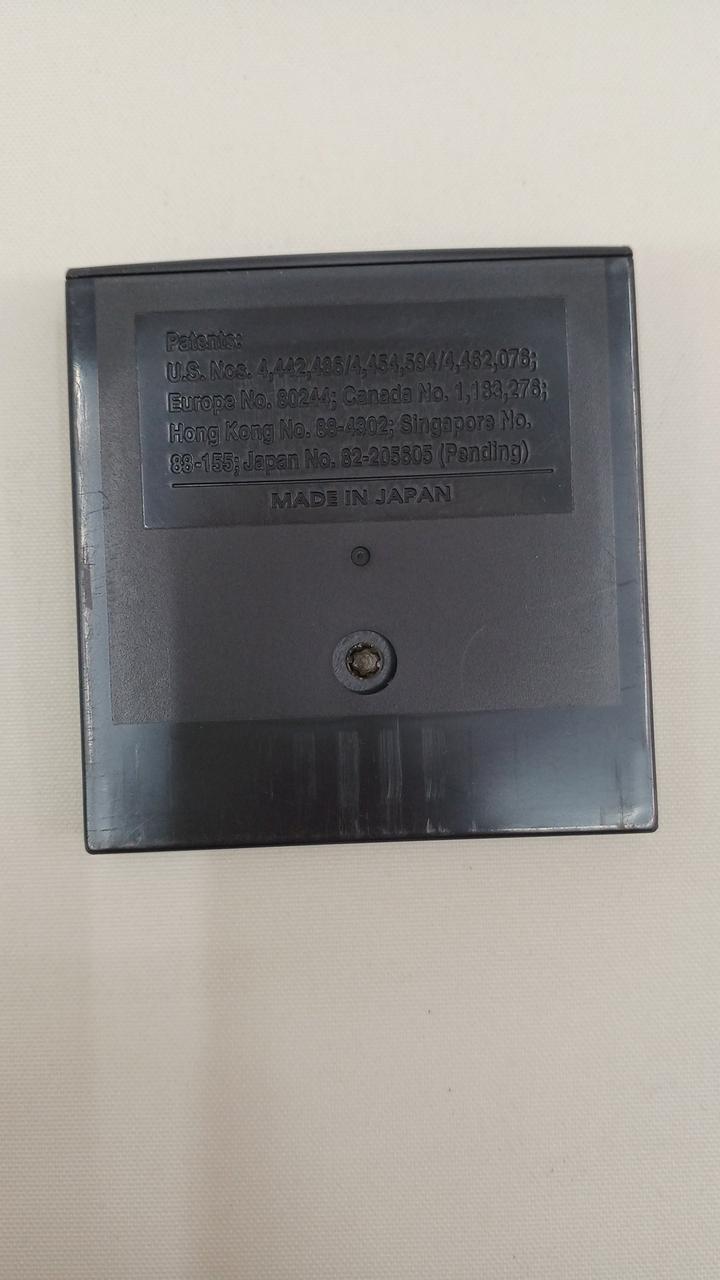 Patents:
U.S. Nos. 4,442,486/4,454,594/4,462,076;
Europe No. 80244; Canada No. 1,183,276;
Hong Kong No. 88-4302; Singapore No.
88-155; Japan No. 82-205605 (Pending)
MADE IN JAPAN